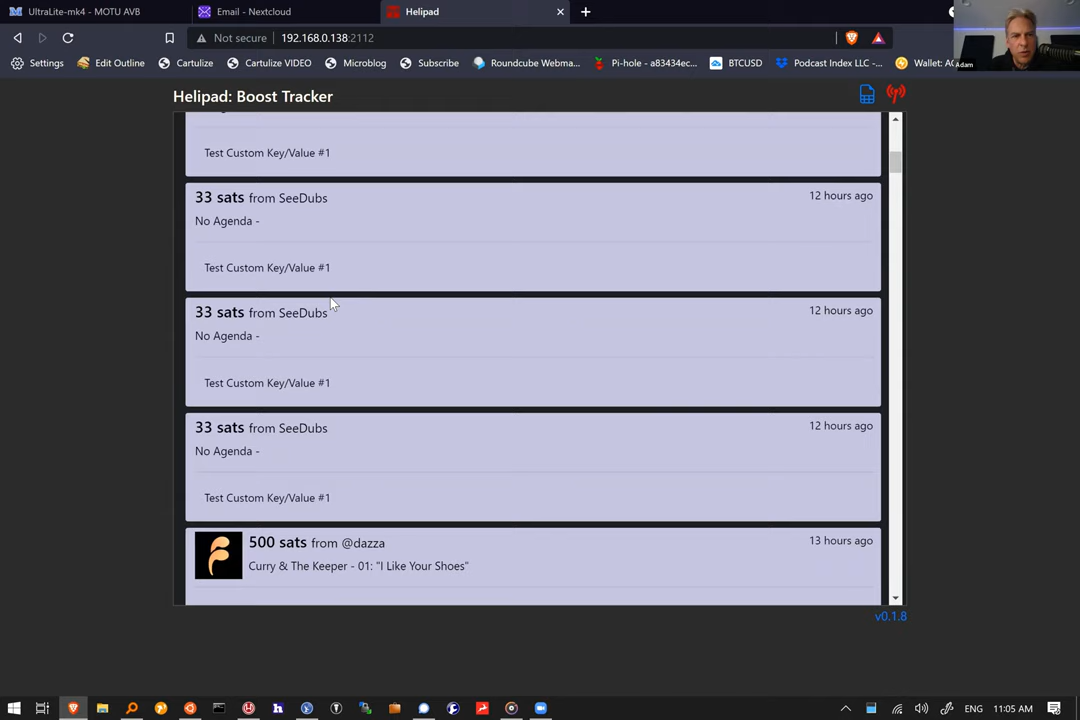 UltraLite-mk4 - MOTU AVB
Email - Nextcloud
Helipad
Not secure
192.168.0.138:2112
Settings
Edit Outline
Cartulize
Cartulize VIDEO
Microblog
Subscribe
Roundcube Webma...
Pi-hole - a83434ec...
BTCUSD
Podcast Index LLC -...
Wallet: AC
Adam
Helipad: Boost Tracker
Test Custom Key/Value #1
33 sats from SeeDubs
12 hours ago
No Agenda -
Test Custom Key/Value #1
33 sats from SeeDubs
12 hours ago
No Agenda -
Test Custom Key/Value #1
33 sats from SeeDubs
12 hours ago
No Agenda -
Test Custom Key/Value #1
500 sats from @dazza
13 hours ago
Curry & The Keeper - 01: "I Like Your Shoes"
v0.1.8
ENG
11:05 AM